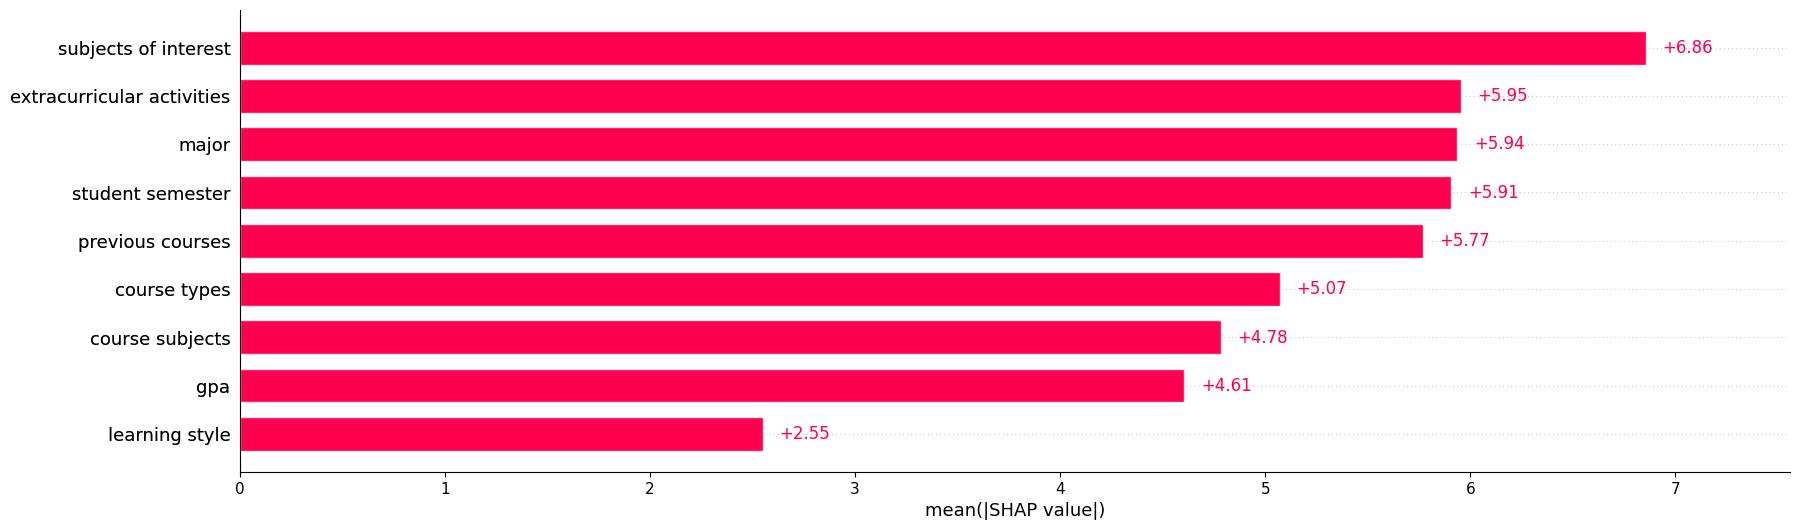 subjects of interest +6.86
extracurricular activities +5.95
major +5.94
student semester +5.91
previous courses +5.77
course types +5.07
course subjects +4.78
gpa +4.61
learning style +2.55
0 1 2 3 4 5 6 7
mean(|SHAP value|)